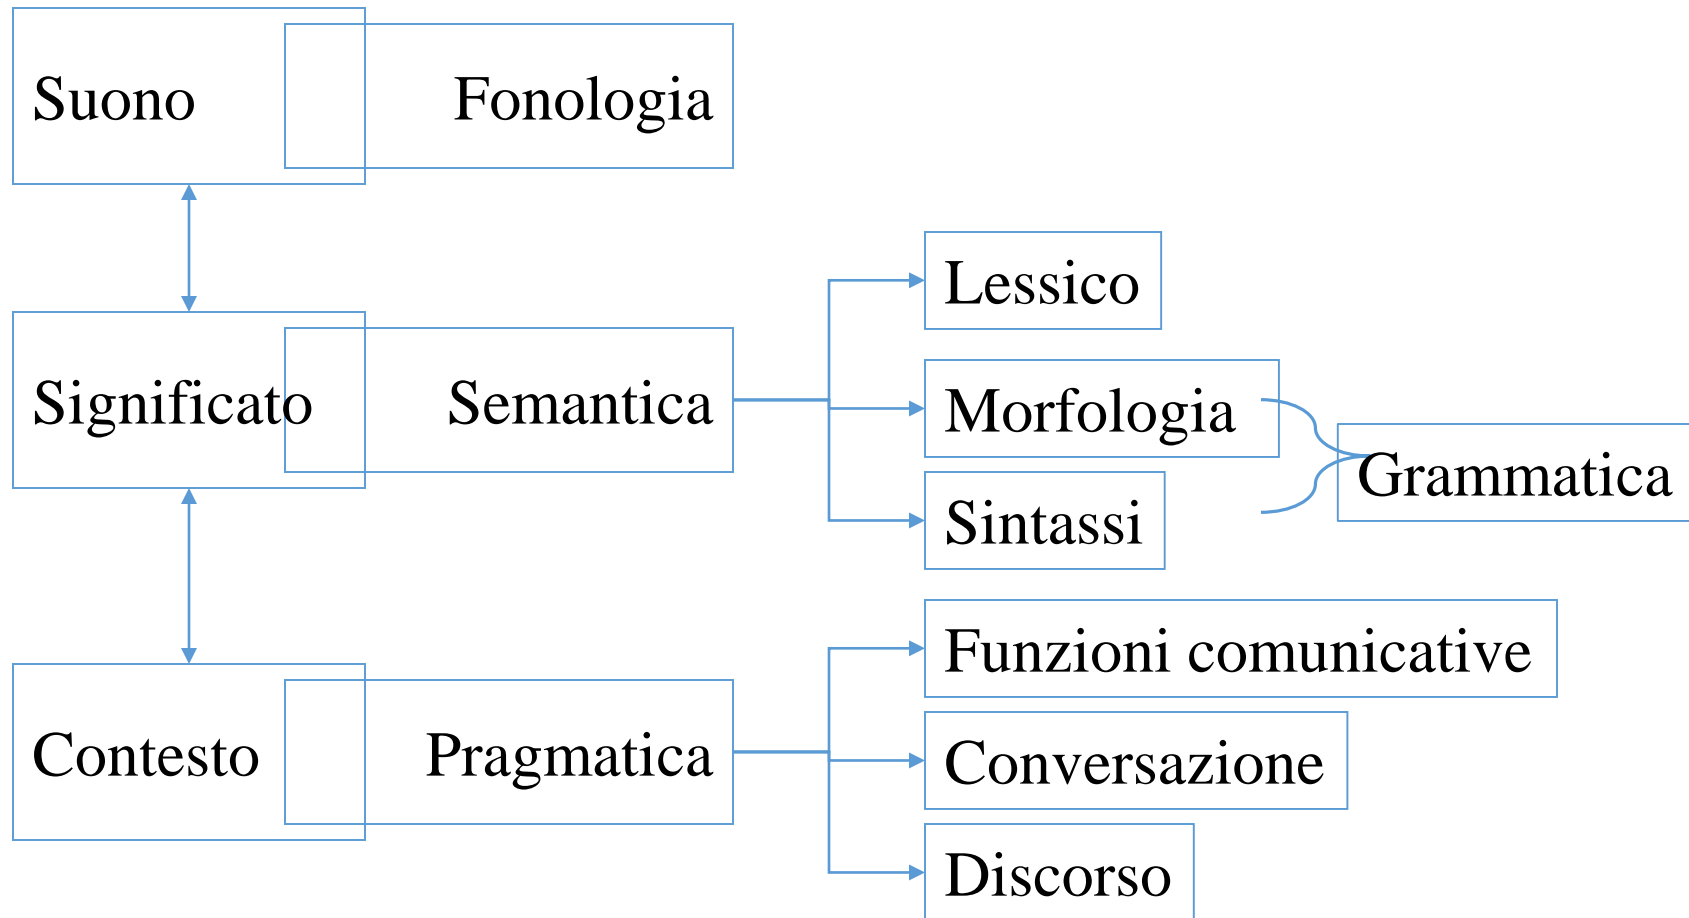 Suono
Fonologia
Significato
Semantica
Lessico
Morfologia
Sintassi
Grammatica
Contesto
Pragmatica
Funzioni comunicative
Conversazione
Discorso